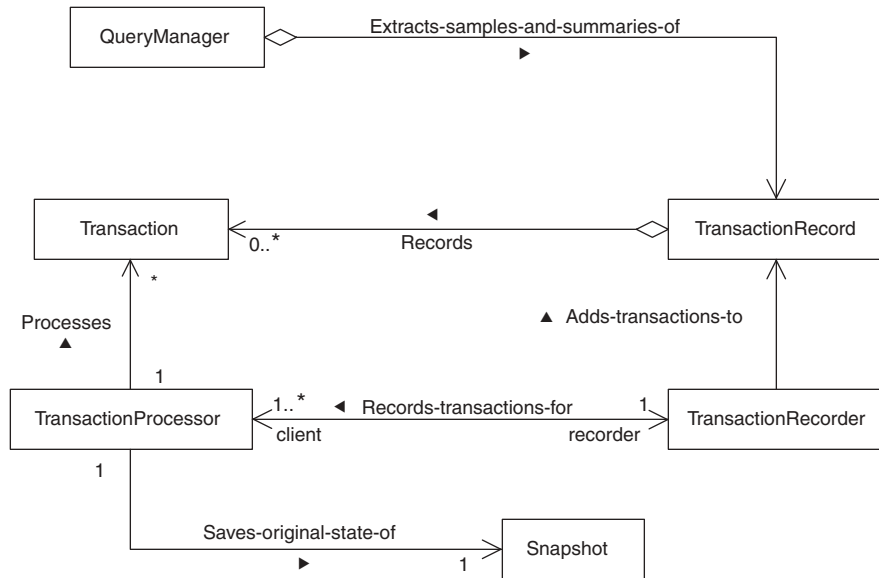 QueryManager
Extracts-samples-and-summaries-of
Transaction
0..*
Records
TransactionRecord
*
Processes
Adds-transactions-to
1
TransactionProcessor
1..*
Records-transactions-for
1
client
recorder
TransactionRecorder
1
Saves-original-state-of
1
Snapshot